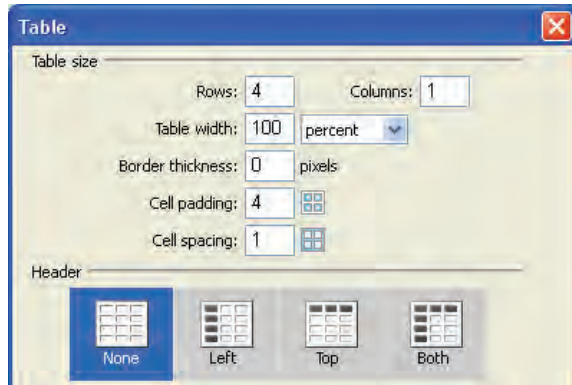 Table
Table size
Rows: 4 Columns: 1
Table width: 100 percent
Border thickness: 0 pixels
Cell padding: 4
Cell spacing: 1
Header
None Left Top Both